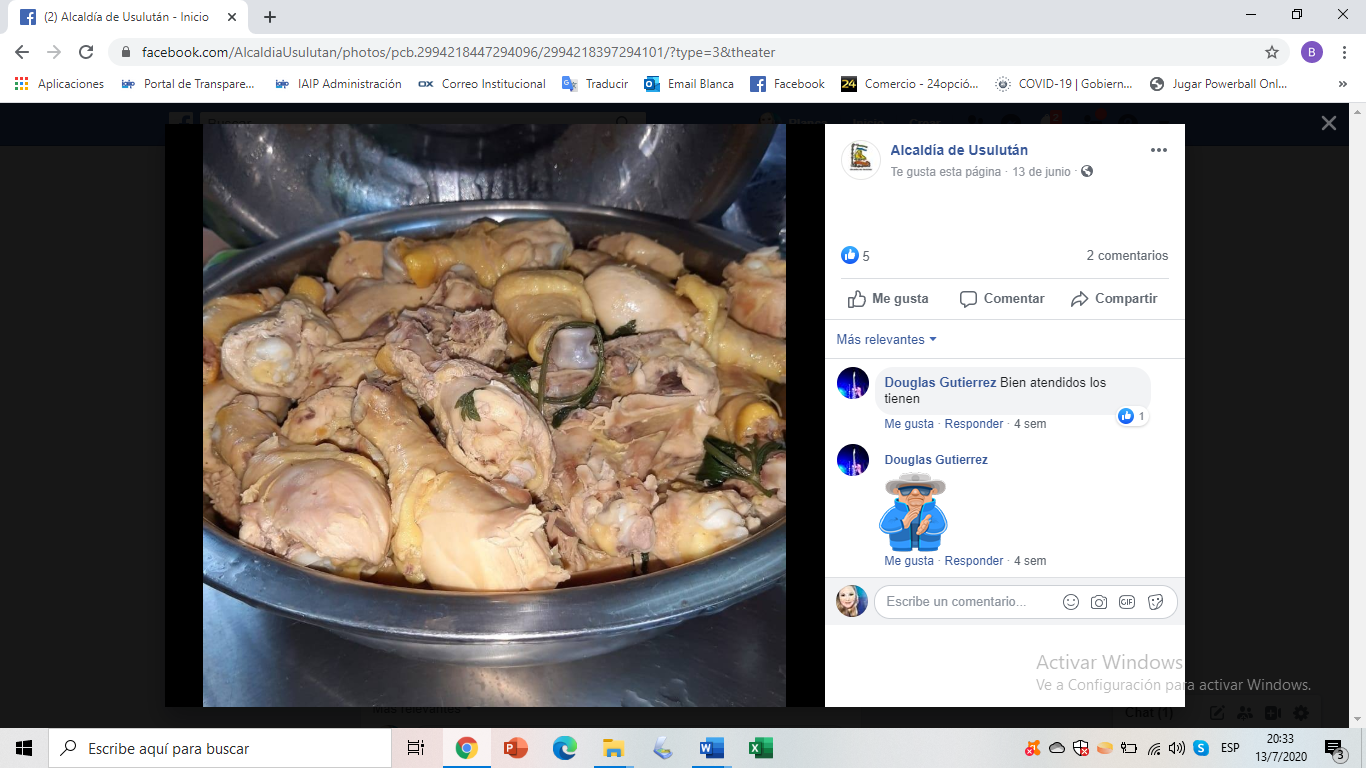 (2) Alcaldía de Usulután - Inicio
facebook.com/AlcaldiaUsulutan/photos/pcb.2994218447294096/2994218397294101/?type=3&theater
B
Aplicaciones
Portal de Transpare...
IAIP Administración
Correo Institucional
Traducir
Email Blanca
Facebook
24 Comercio - 24opció...
COVID-19 | Gobiern...
Jugar Powerball Onl...
»
Alcaldía de Usulután
Te gusta esta página · 13 de junio ·
5
2 comentarios
Me gusta
Comentar
Compartir
Más relevantes
Douglas Gutierrez Bien atendidos los
tienen
1
Me gusta · Responder · 4 sem
Douglas Gutierrez
Me gusta · Responder · 4 sem
Escribe un comentario...
GIF
Activar Windows
Ve a Configuración para activar Windows.
Más relevantes
Chat (1)
Escribe aquí para buscar
ESP
20:33
13/7/2020
3